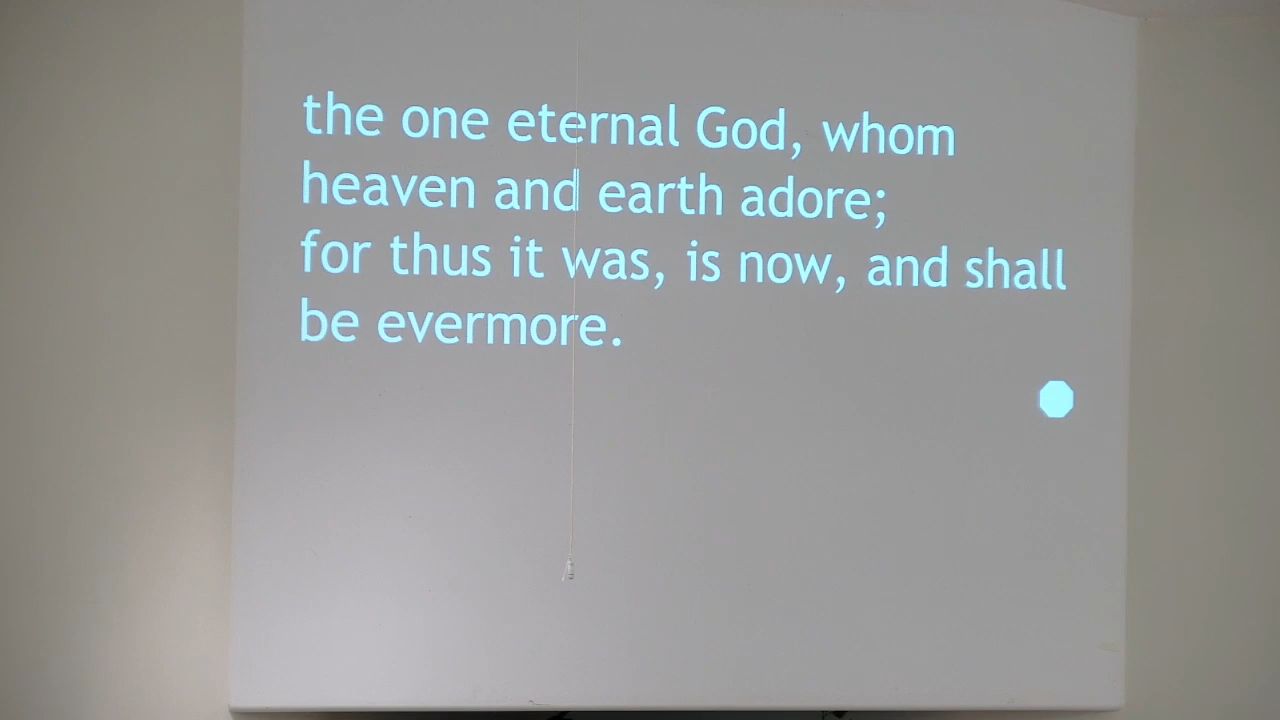 the one eternal God, whom
heaven and earth adore;
for thus it was, is now, and shall
be evermore.